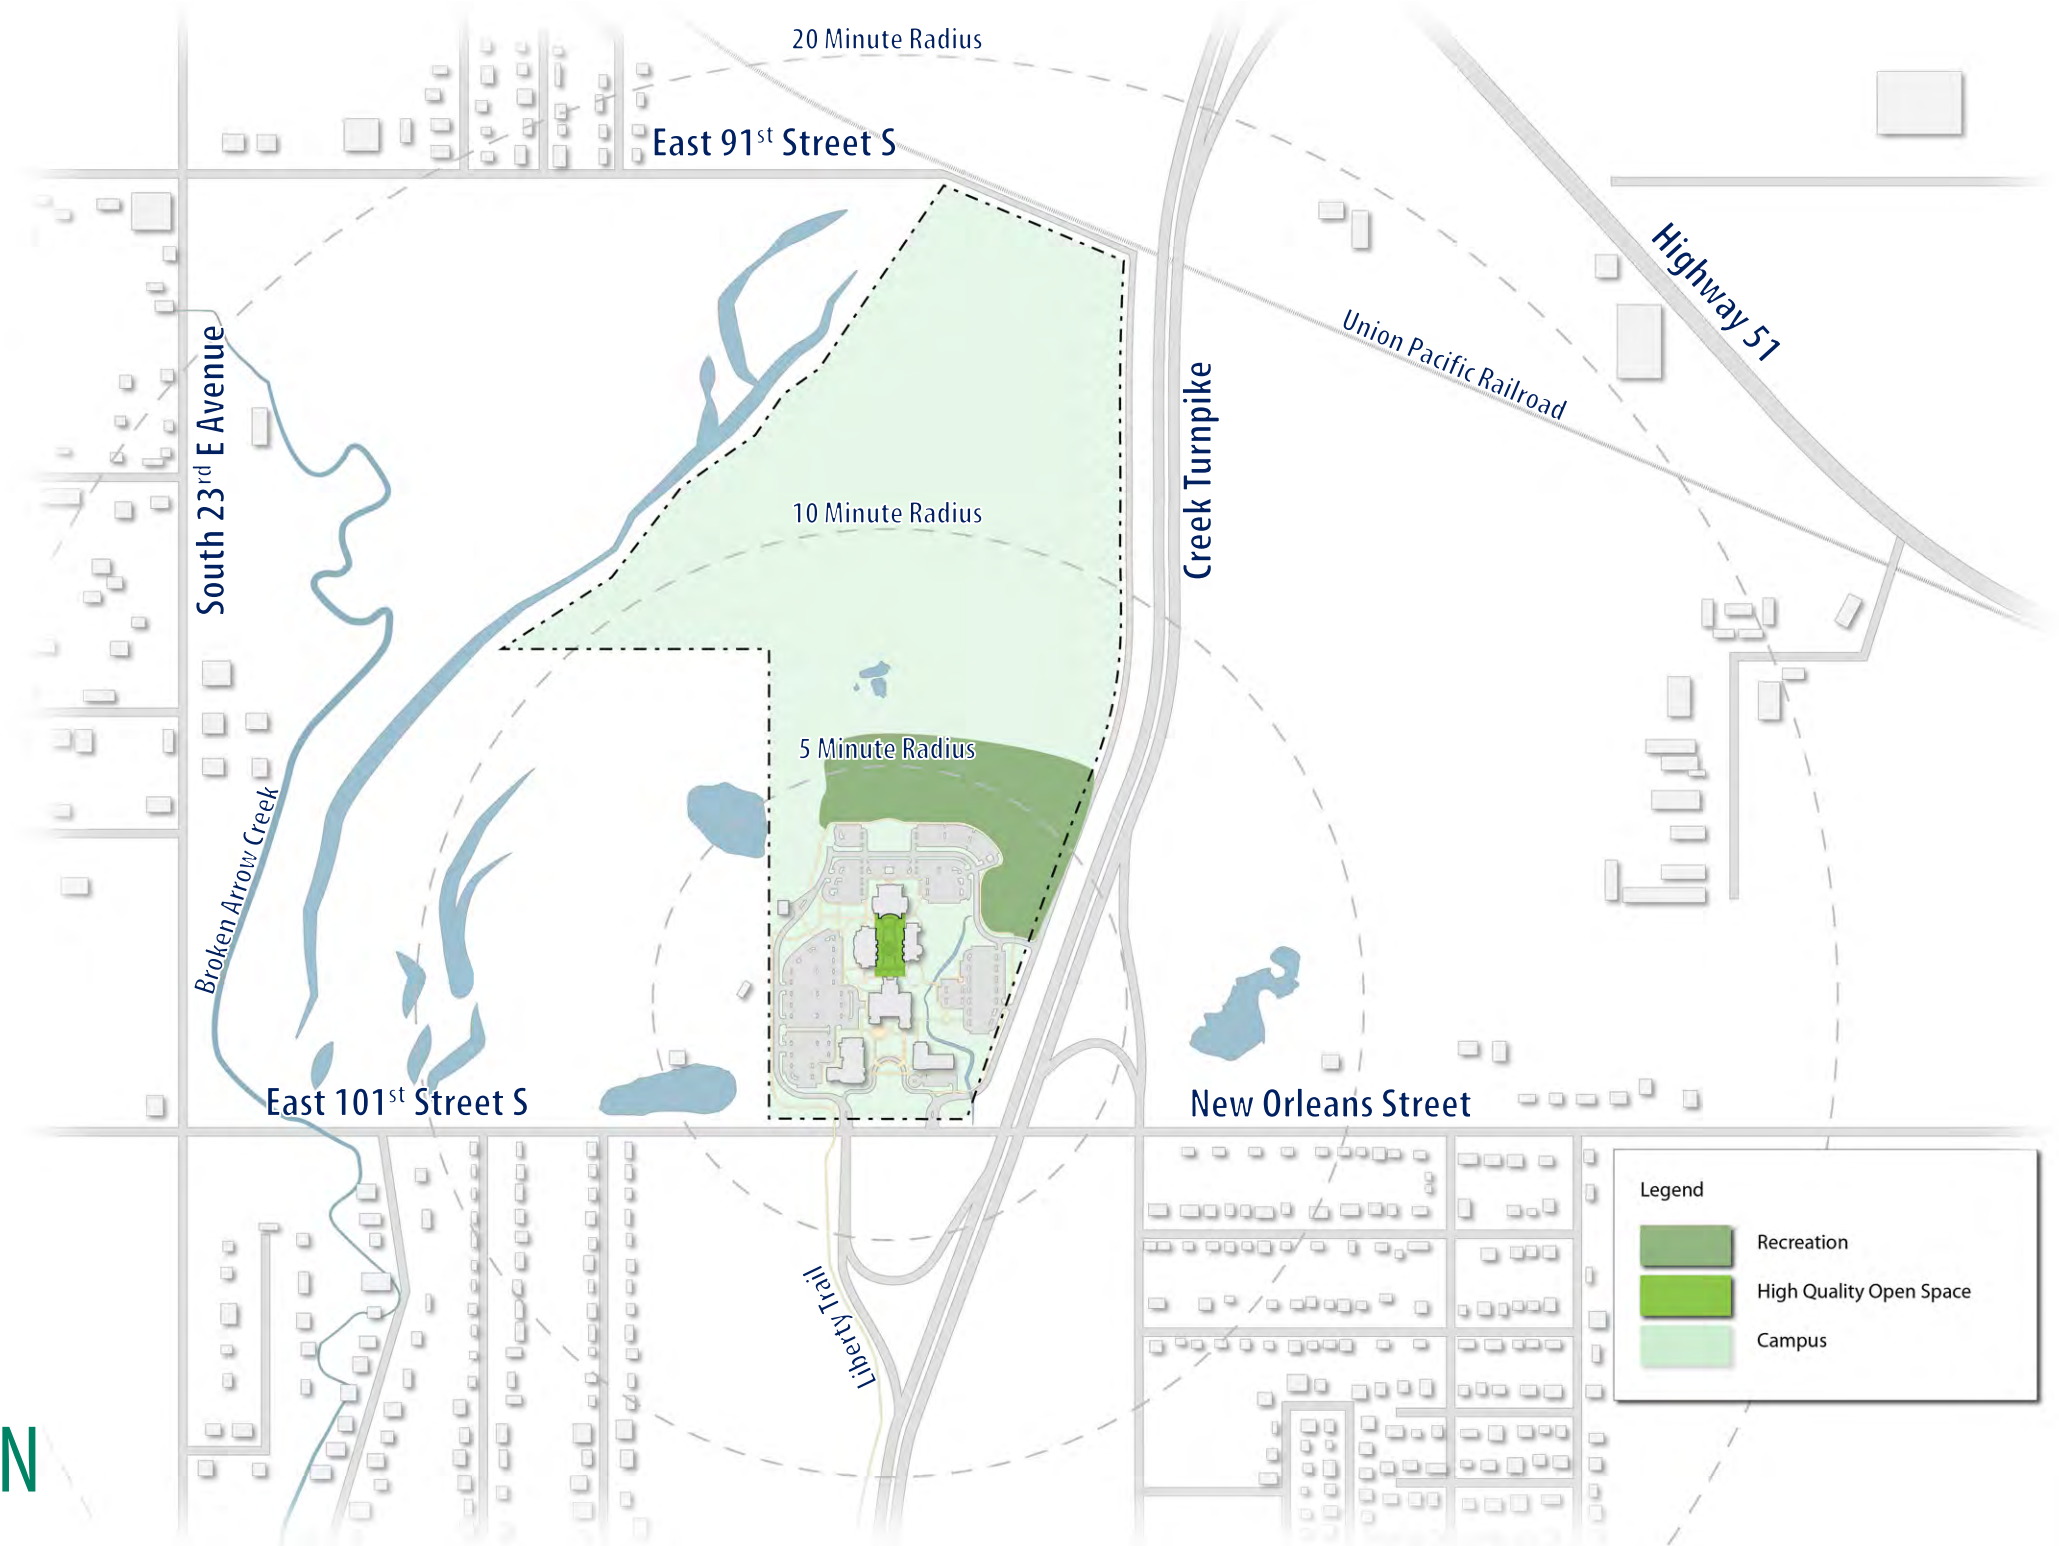 20 Minute Radius
East 91st Street S
Highway 51
Union Pacific Railroad
South 23rd E Avenue
Creek Turnpike
10 Minute Radius
5 Minute Radius
Broken Arrow Creek
East 101st Street S
New Orleans Street
Liberty Trail
Legend
Recreation
High Quality Open Space
Campus
N